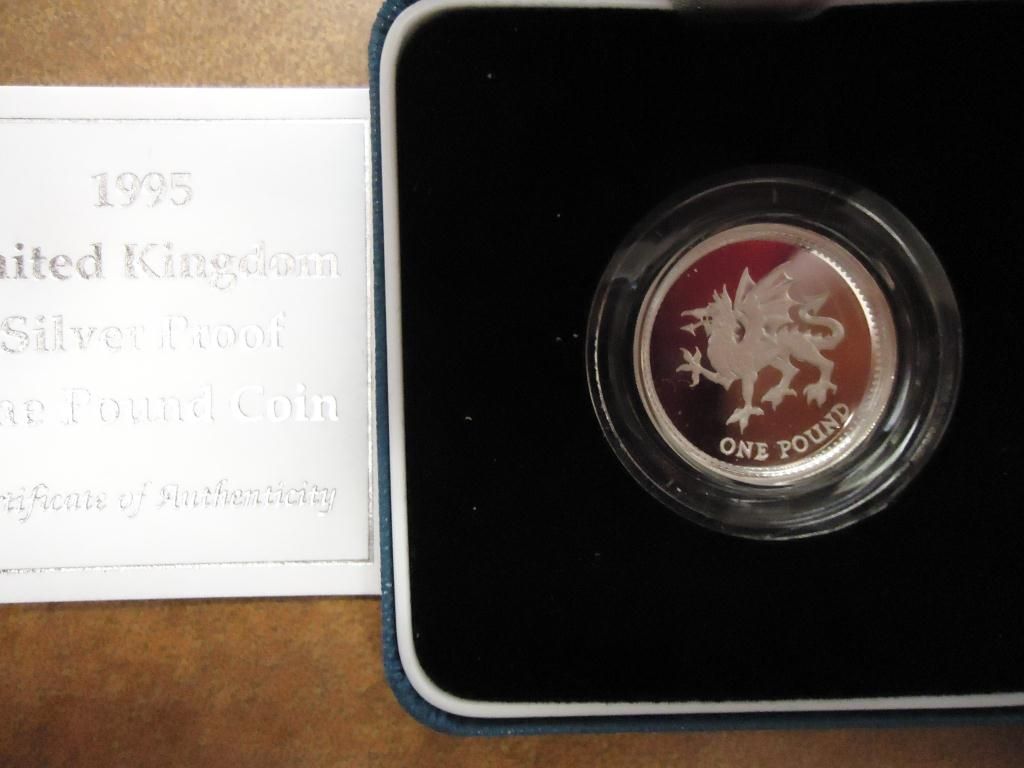 1995
nited Kingdom
Silver Proof
ne Pound Coin
rtificate of Authenticity
ONE POUND